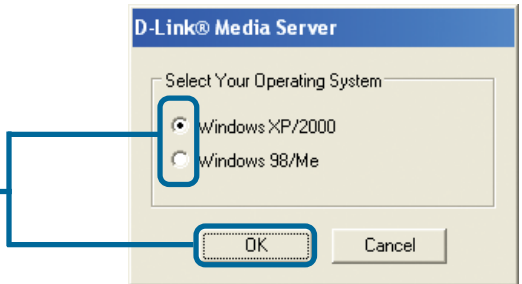 D-Link® Media Server
Select Your Operating System
Windows XP/2000
Windows 98/Me
OK
Cancel